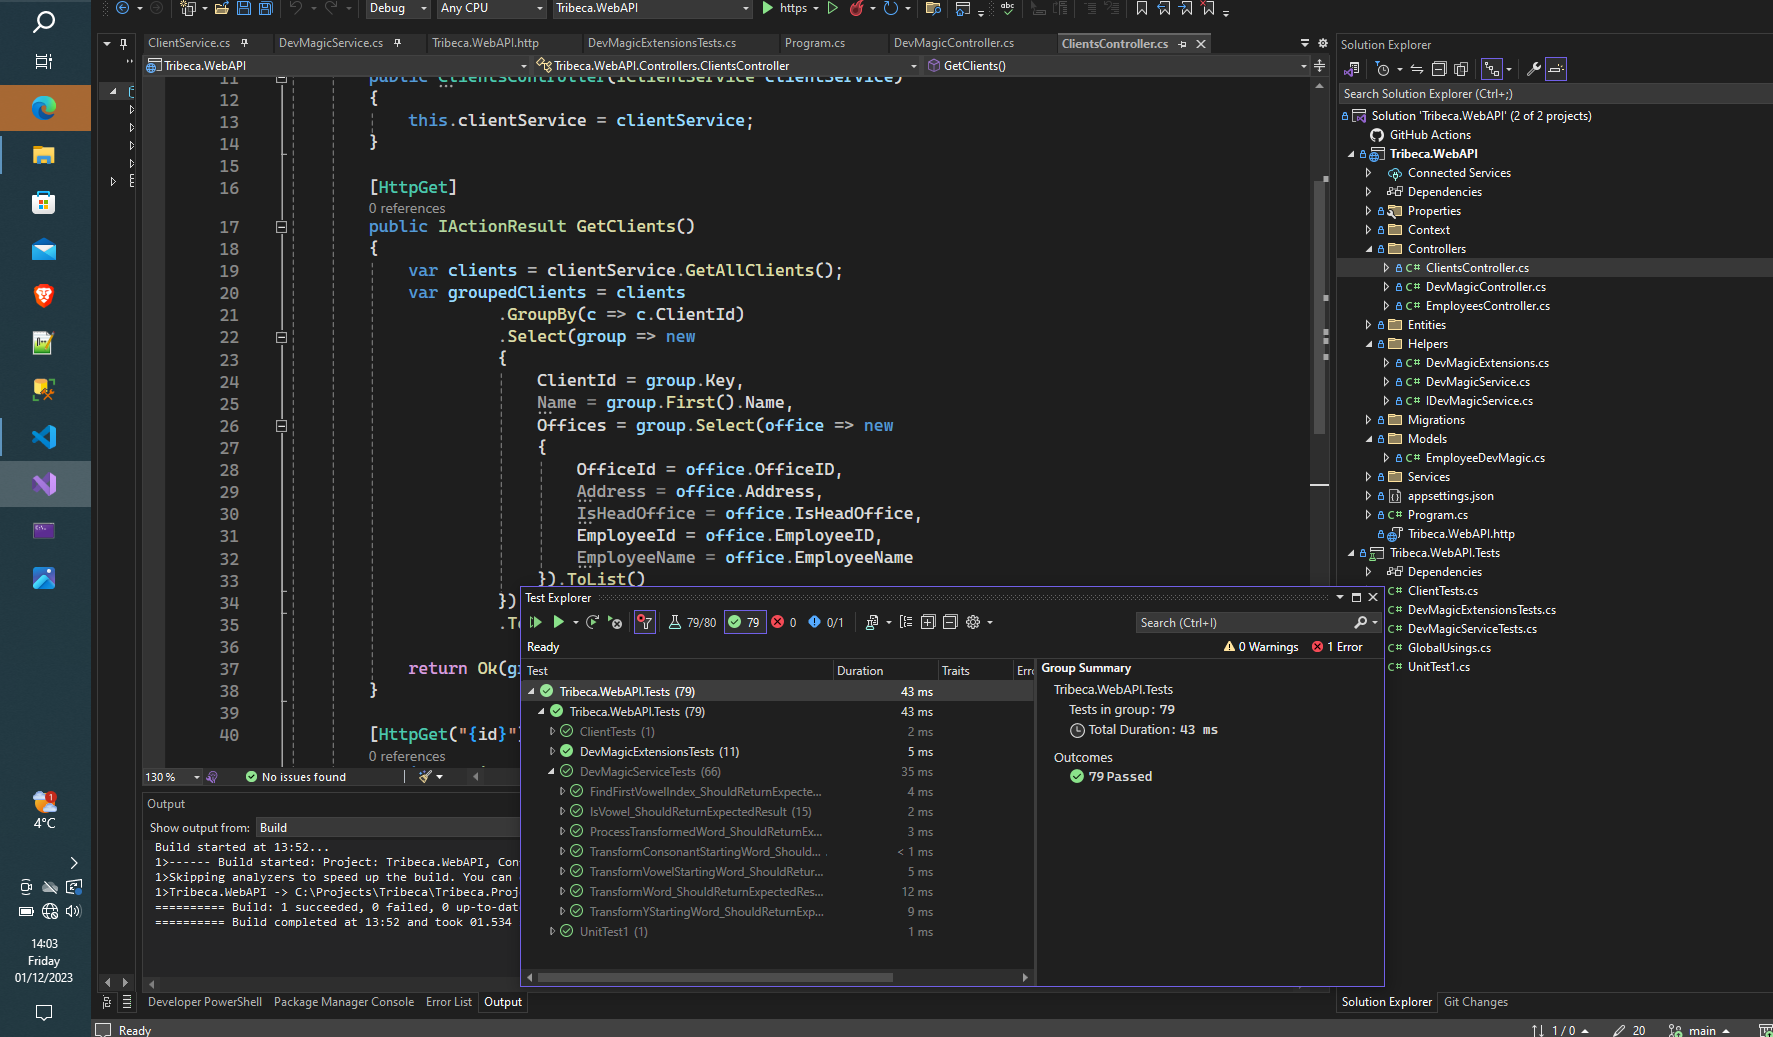 Debug
Any CPU
Tribeca.WebAPI
https
ClientService.cs
DevMagicService.cs
Tribeca.WebAPI.http
DevMagicExtensionsTests.cs
Program.cs
DevMagicController.cs
ClientsController.cs
Tribeca.WebAPI
Tribeca.WebAPI.Controllers.ClientsController
GetClients()
11 public ClientsController(IClientService clientService)
12 {
13 this.clientService = clientService;
14 }
15
16 [HttpGet]
0 references
17 public IActionResult GetClients()
18 {
19 var clients = clientService.GetAllClients();
20 var groupedClients = clients
21 .GroupBy(c => c.ClientId)
22 .Select(group => new
23 {
24 ClientId = group.Key,
25 Name = group.First().Name,
26 Offices = group.Select(office => new
27 {
28 OfficeId = office.OfficeID,
29 Address = office.Address,
30 IsHeadOffice = office.IsHeadOffice,
31 EmployeeId = office.EmployeeID,
32 EmployeeName = office.EmployeeName
33 }).ToList()
34 })
35
36
37 return Ok(
38 }
39
40 [HttpGet("{id}")
0 references
130 %
No issues found
Output
Show output from: Build
Build started at 13:52...
1>------ Build started: Project: Tribeca.WebAPI, Con
1>Skipping analyzers to speed up the build. You can
1>Tribeca.WebAPI -> C:\Projects\Tribeca\Tribeca.Proj
========== Build: 1 succeeded, 0 failed, 0 up-to-dat
========== Build completed at 13:52 and took 01.534
Developer PowerShell
Package Manager Console
Error List
Output
Ready
Test Explorer
79/80
79
0
0/1
Search (Ctrl+I)
Ready
0 Warnings
1 Error
Test Duration Traits Erro
Tribeca.WebAPI.Tests (79) 43 ms
Tribeca.WebAPI.Tests (79) 43 ms
ClientTests (1) 2 ms
DevMagicExtensionsTests (11) 5 ms
DevMagicServiceTests (66) 35 ms
FindFirstVowelIndex_ShouldReturnExpecte... 4 ms
IsVowel_ShouldReturnExpectedResult (15) 2 ms
ProcessTransformedWord_ShouldReturnEx... 3 ms
TransformConsonantStartingWord_Should... < 1 ms
TransformVowelStartingWord_ShouldRetur... 5 ms
TransformWord_ShouldReturnExpectedRes... 12 ms
TransformYStartingWord_ShouldReturnExp... 9 ms
UnitTest1 (1) 1 ms
Group Summary
Tribeca.WebAPI.Tests
Tests in group: 79
Total Duration: 43 ms
Outcomes
79 Passed
Solution Explorer
Search Solution Explorer (Ctrl+;)
Solution 'Tribeca.WebAPI' (2 of 2 projects)
GitHub Actions
Tribeca.WebAPI
Connected Services
Dependencies
Properties
Context
Controllers
C# ClientsController.cs
C# DevMagicController.cs
C# EmployeesController.cs
Entities
Helpers
C# DevMagicExtensions.cs
C# DevMagicService.cs
C# IDevMagicService.cs
Migrations
Models
C# EmployeeDevMagic.cs
Services
appsettings.json
C# Program.cs
Tribeca.WebAPI.http
Tribeca.WebAPI.Tests
Dependencies
C# ClientTests.cs
C# DevMagicExtensionsTests.cs
C# DevMagicServiceTests.cs
C# GlobalUsings.cs
C# UnitTest1.cs
Solution Explorer
Git Changes
1 / 0
20
main
1
4°C
14:03
Friday
01/12/2023